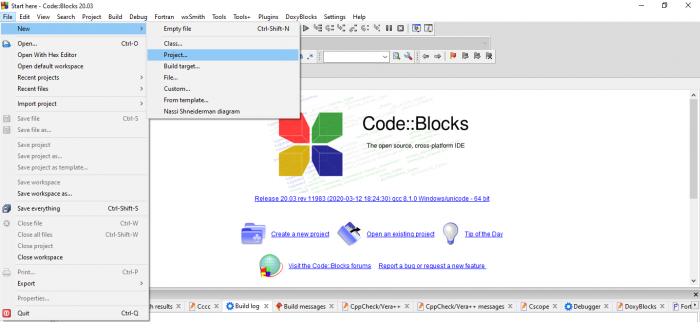 Start here - Code::Blocks 20.03
File Edit View Search Project Build Debug Fortran wxSmith Tools Tools+ Plugins DoxyBlocks Settings Help
New
Open... Ctrl-O
Open With Hex Editor
Open default workspace
Recent projects
Recent files
Import project
Save file Ctrl-S
Save file as...
Save project
Save project as...
Save project as template...
Save workspace
Save workspace as...
Save everything Ctrl-Shift-S
Close file Ctrl-W
Close all files Ctrl-Shift-W
Close project
Close workspace
Print... Ctrl-P
Export
Properties...
Quit Ctrl-Q
Empty file Ctrl-Shift-N
Class...
Project...
Build target...
File...
Custom...
From template...
Nassi Shneiderman diagram
Code::Blocks
The open source, cross-platform IDE
Release 20.03 rev 11983 (2020-03-12 18:24:30) gcc 8.1.0 Windows/unicode - 64 bit
Create a new project Open an existing project Tip of the Day
Visit the Code::Blocks forums Report a bug or request a new feature
h results Cccc Build log Build messages CppCheck/Vera++ CppCheck/Vera++ messages Cscope Debugger DoxyBlocks Fort